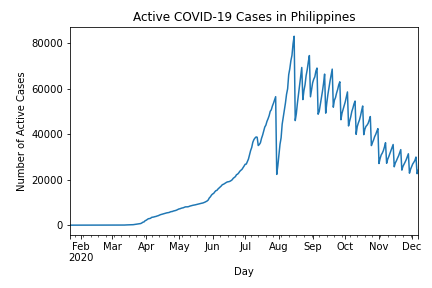 Active COVID-19 Cases in Philippines
Number of Active Cases
80000
60000
40000
20000
0
Feb Mar Apr May Jun Jul Aug Sep Oct Nov Dec
2020
Day